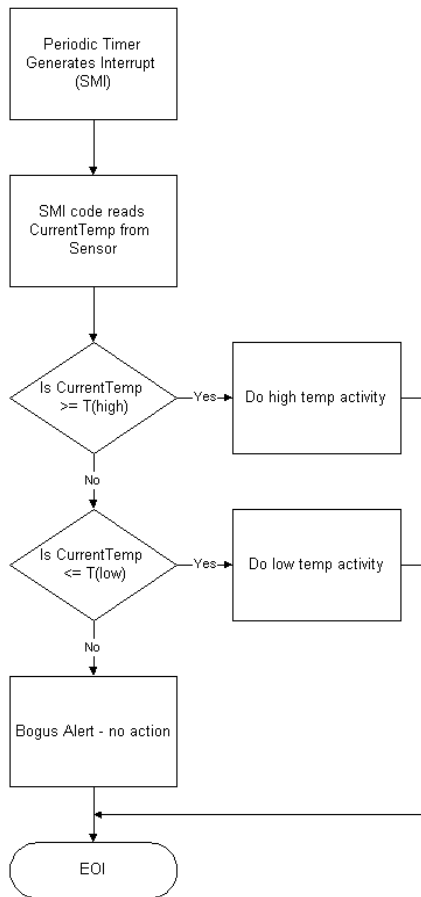 Periodic Timer
Generates Interrupt
(SMI)
SMI code reads
CurrentTemp from
Sensor
Is CurrentTemp
>= T(high)
Yes
Do high temp activity
No
Is CurrentTemp
<= T(low)
Yes
Do low temp activity
No
Bogus Alert - no action
EOI